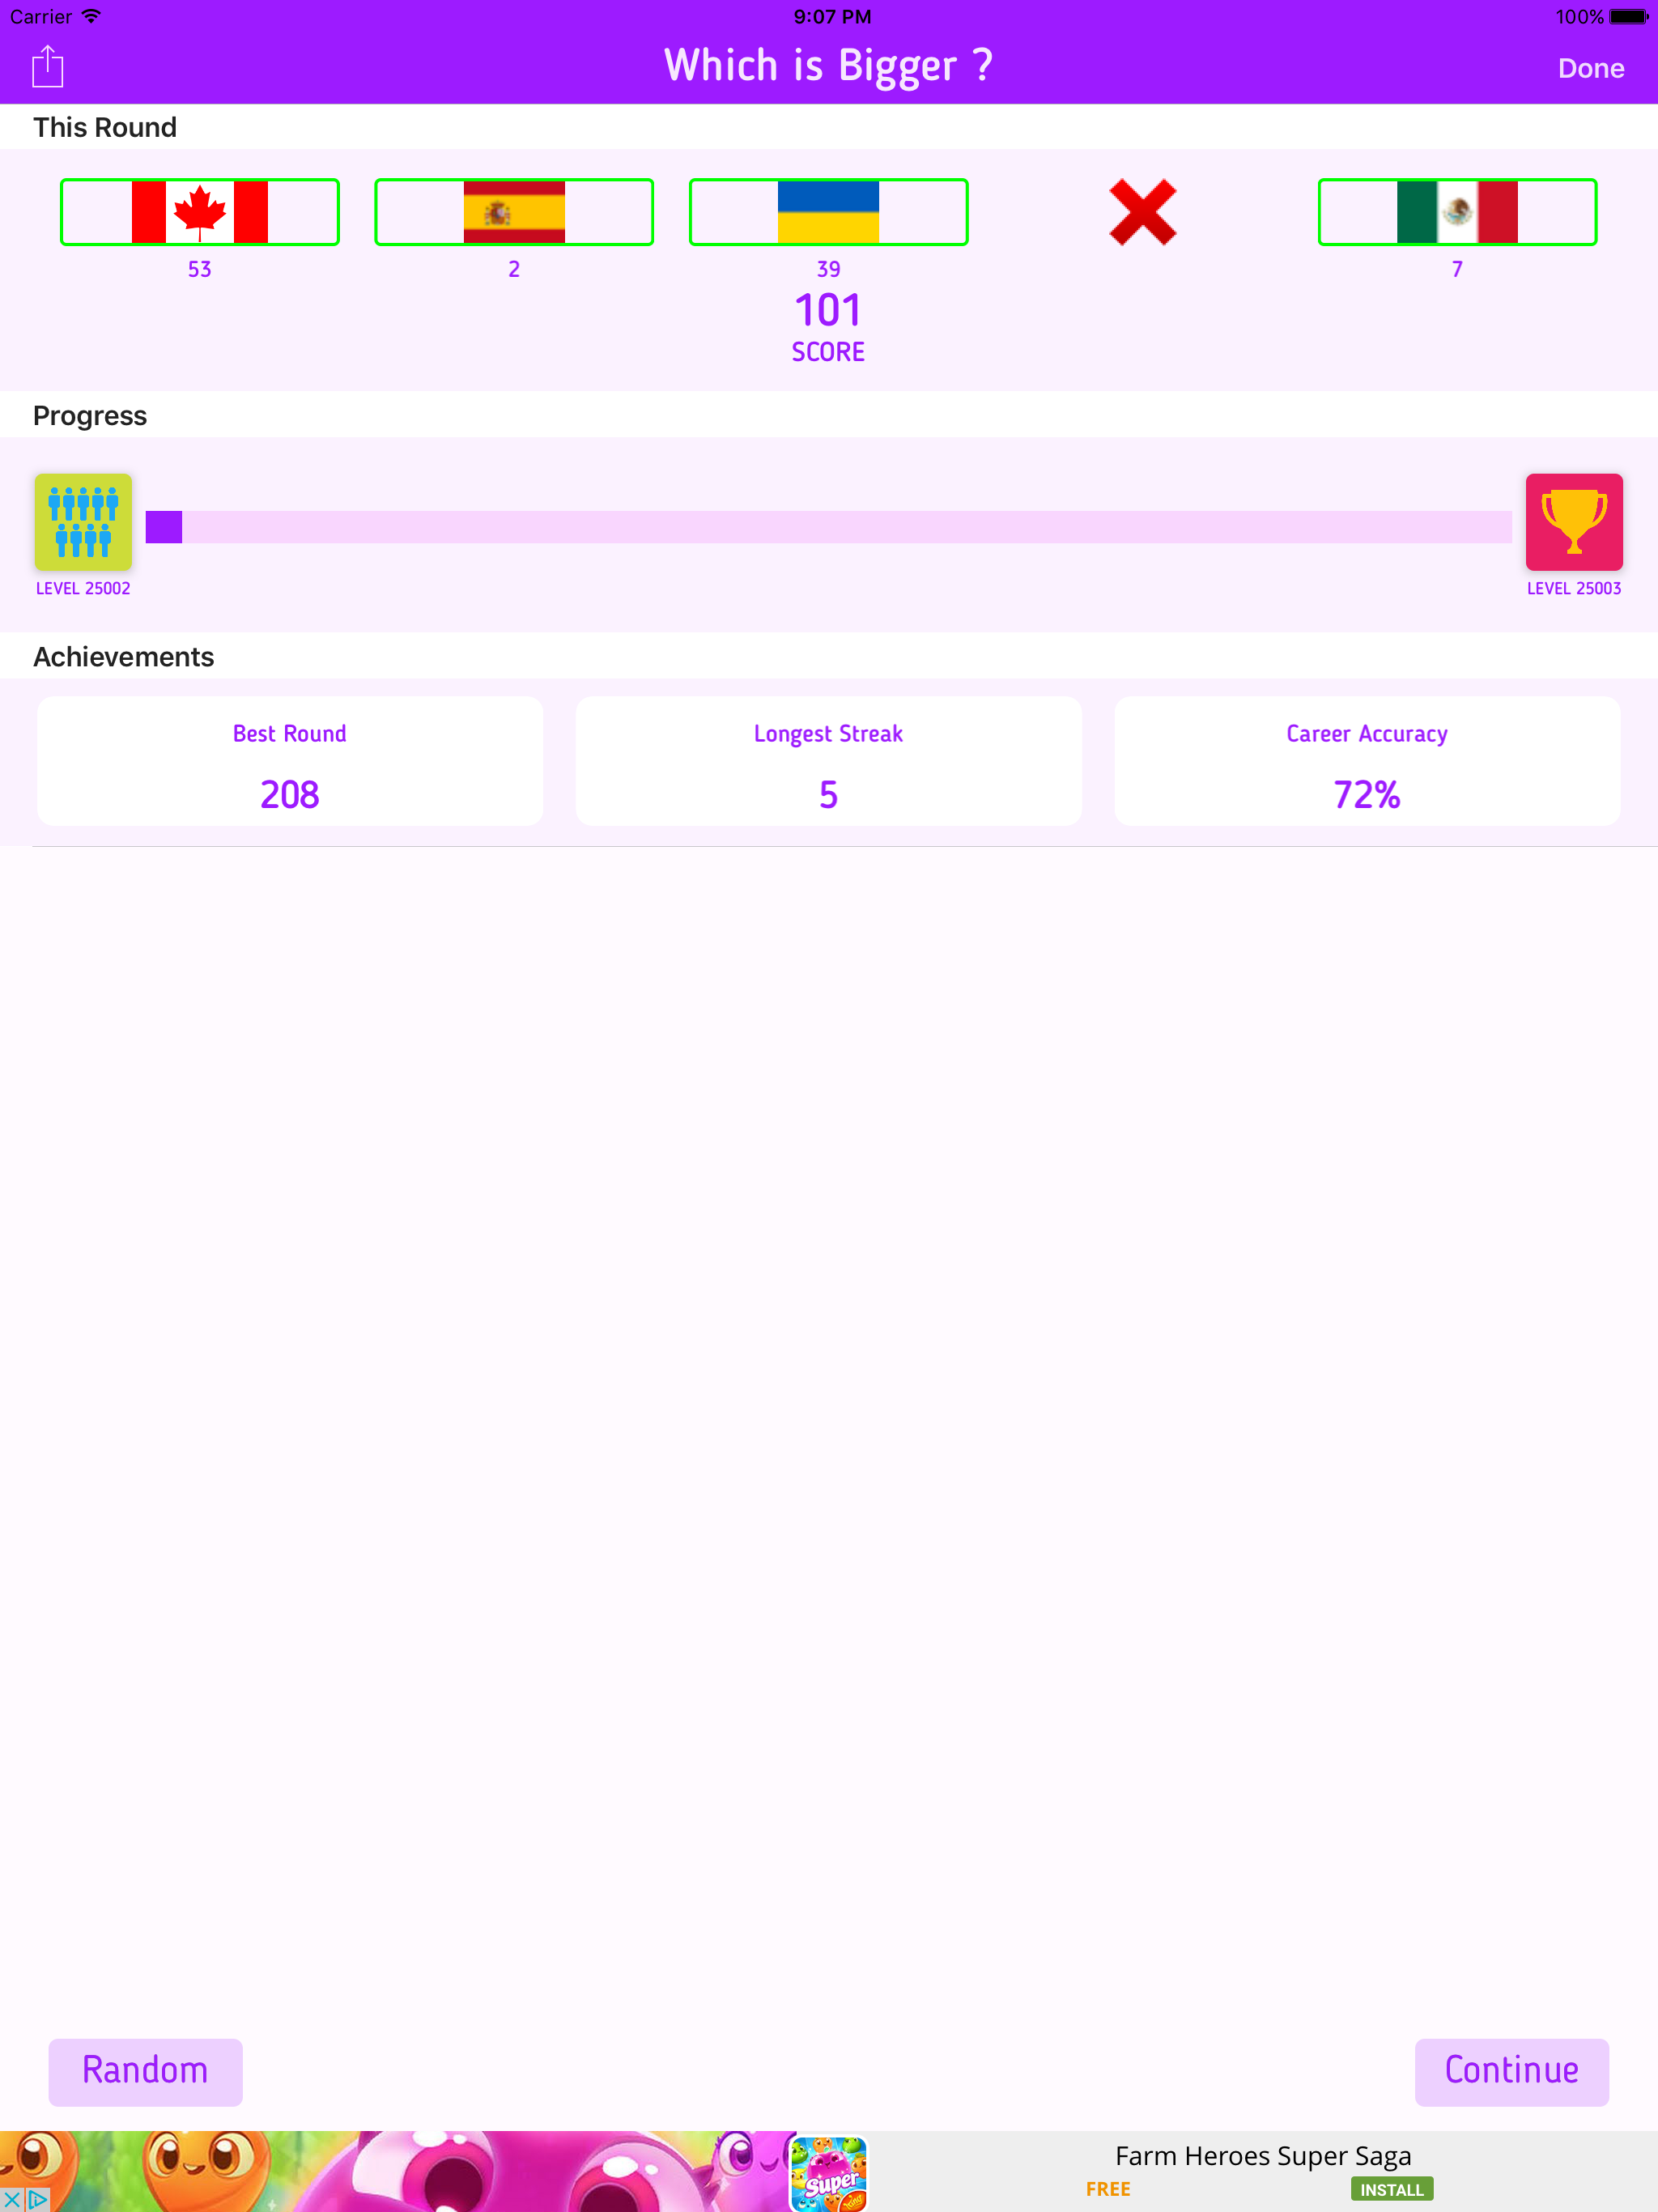 Carrier 9:07 PM 100%
Which is Bigger ?
Done
This Round
53 2 39 7
101
SCORE
Progress
LEVEL 25002 LEVEL 25003
Achievements
Best Round Longest Streak Career Accuracy
208 5 72%
Random Continue
Super
King
Farm Heroes Super Saga
FREE INSTALL